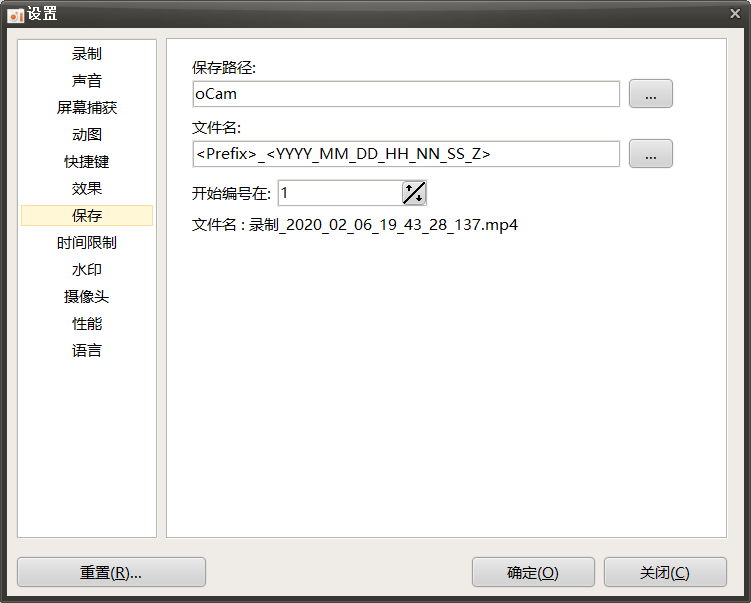 设置
录制
声音
屏幕捕获
动图
快捷键
效果
保存
时间限制
水印
摄像头
性能
语言
保存路径:
oCam
...
文件名:
<Prefix>_<YYYY_MM_DD_HH_NN_SS_Z>
...
开始编号在: 1
文件名 : 录制_2020_02_06_19_43_28_137.mp4
重置(R)...
确定(O)
关闭(C)